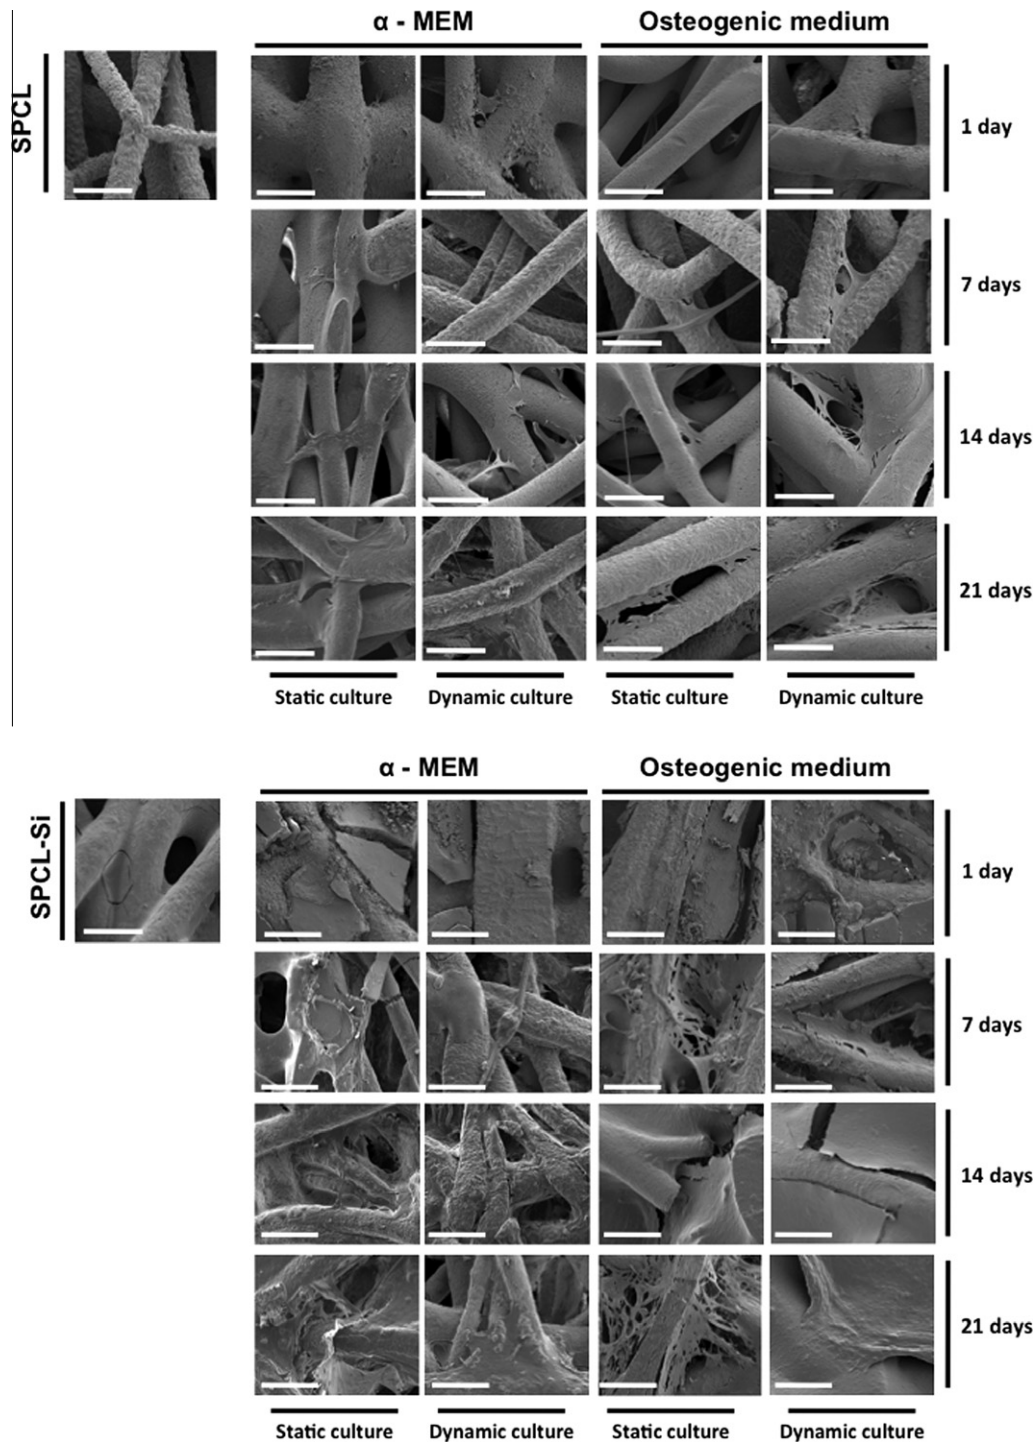 α - MEM
Osteogenic medium
SPCL
1 day
7 days
14 days
21 days
Static culture
Dynamic culture
Static culture
Dynamic culture
α - MEM
Osteogenic medium
SPCL-Si
1 day
7 days
14 days
21 days
Static culture
Dynamic culture
Static culture
Dynamic culture